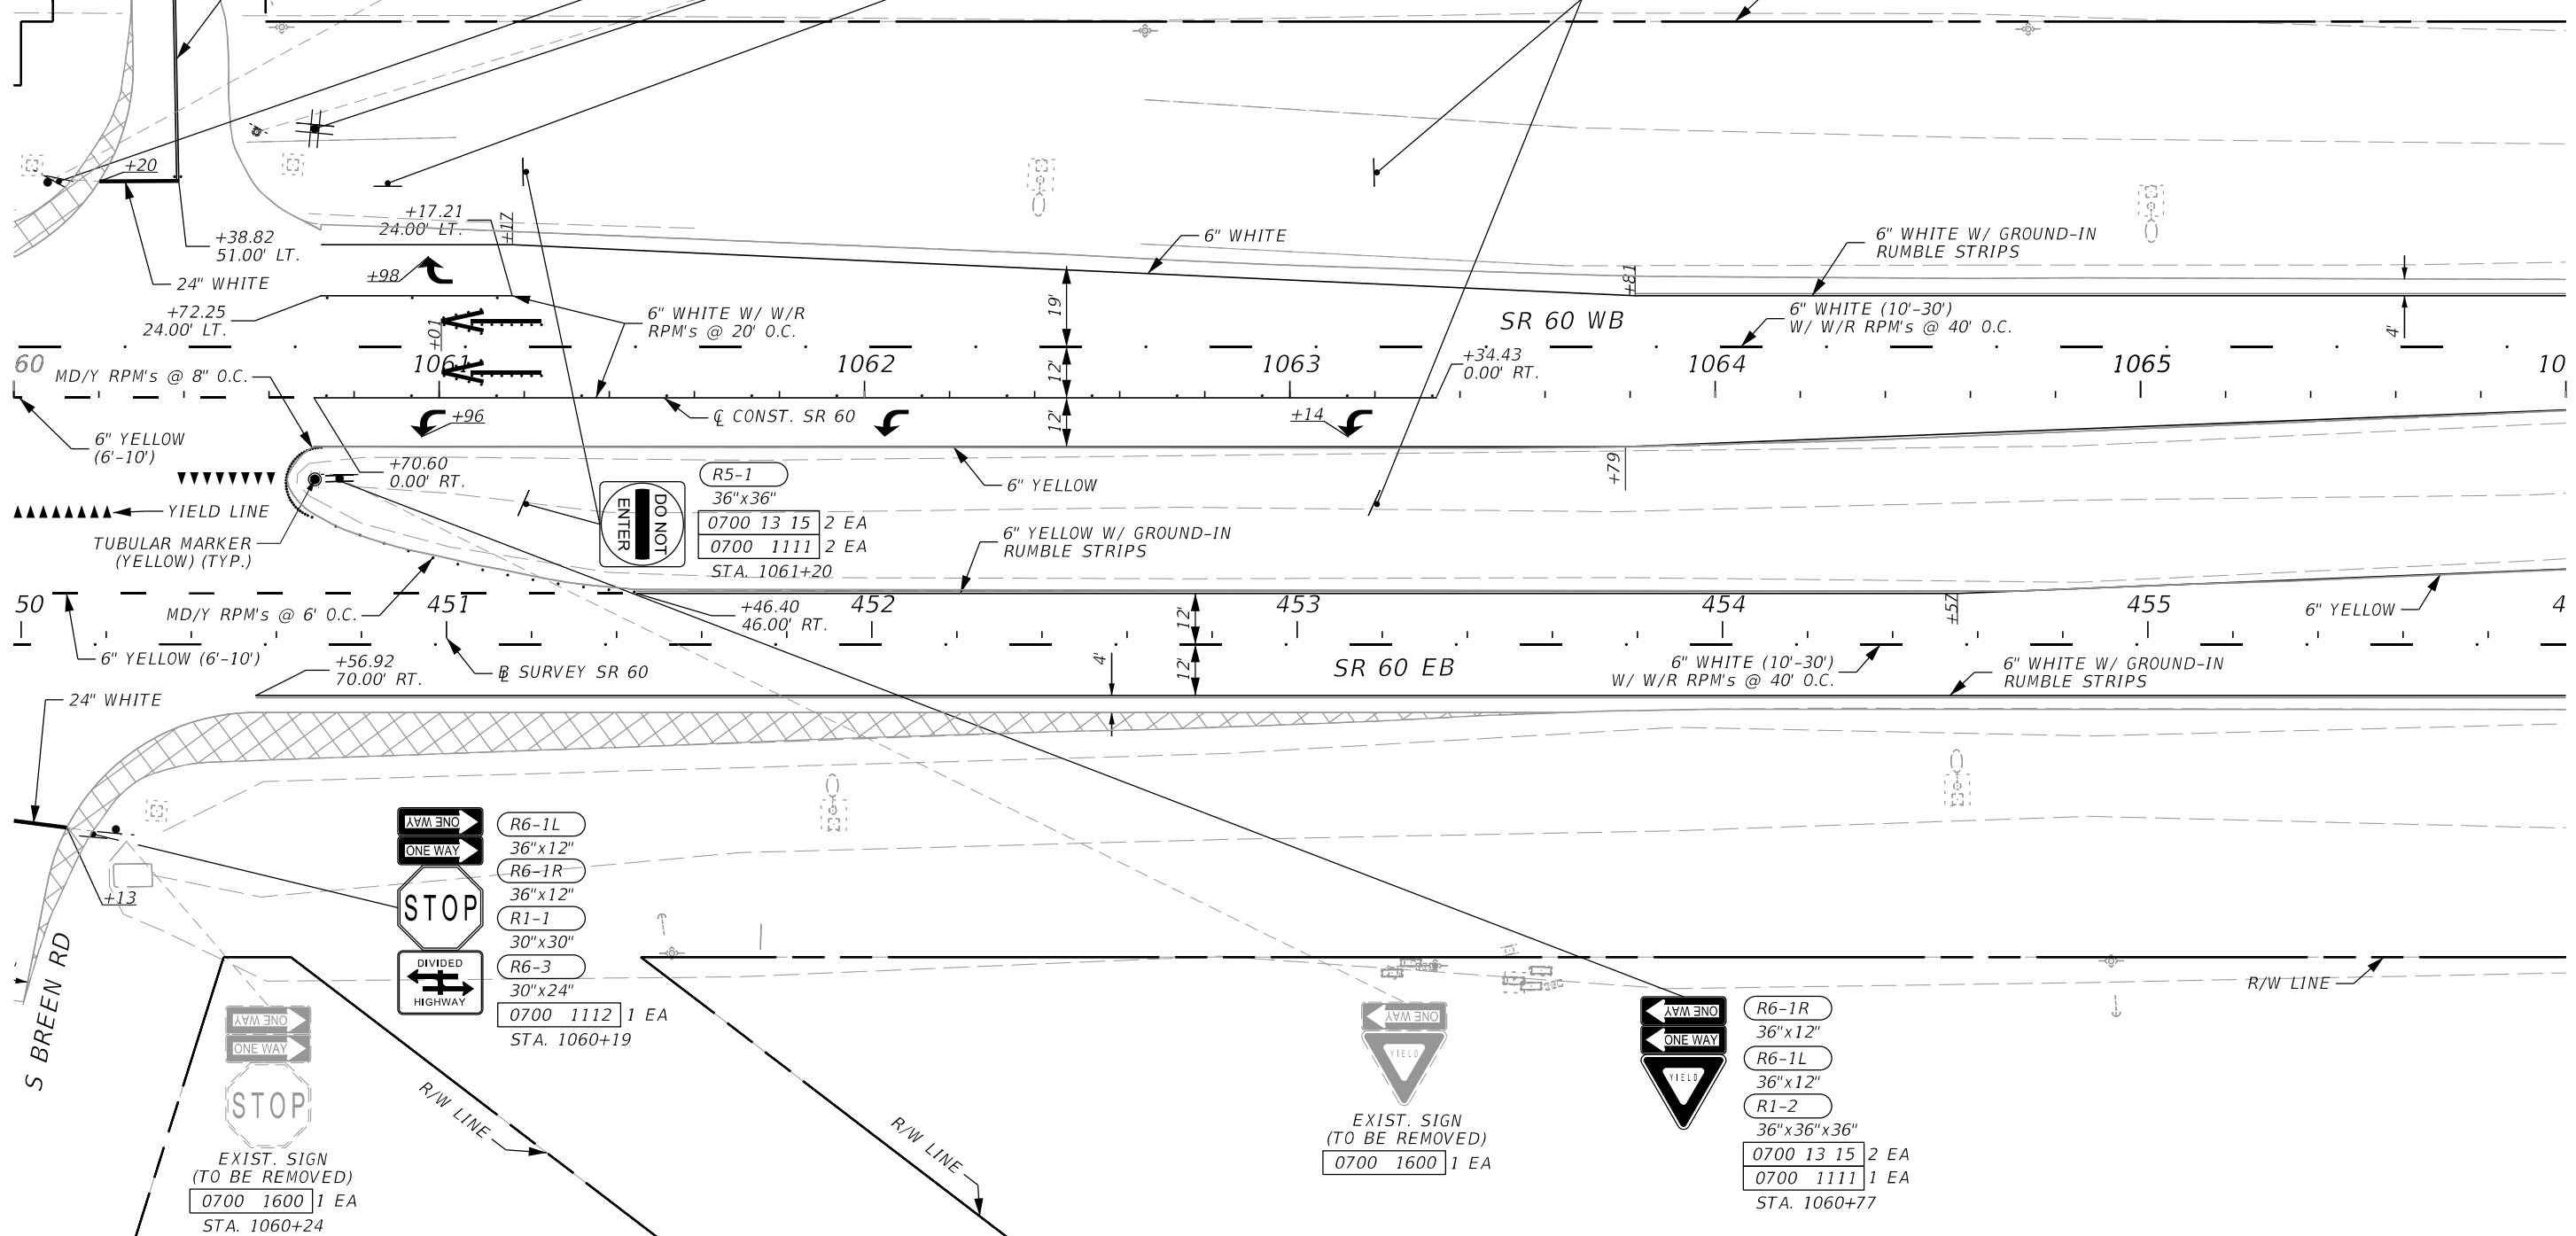 +20
+38.82
51.00' LT.
24" WHITE
+17.21
24.00' LT.
+17
+98
+72.25
24.00' LT.
+01
6" WHITE W/ W/R
RPM's @ 20' O.C.
6" WHITE
19'
+81
6" WHITE W/ GROUND-IN
RUMBLE STRIPS
SR 60 WB
6" WHITE (10'-30')
W/ W/R RPM's @ 40' O.C.
4'
60
1061
1062
1063
1064
1065
10
MD/Y RPM's @ 8" O.C.
12'
+34.43
0.00' RT.
6" YELLOW
(6'-10')
+96
℄ CONST. SR 60
12'
+14
+70.60
0.00' RT.
6" YELLOW
+79
YIELD LINE
TUBULAR MARKER
(YELLOW) (TYP.)
DO NOT
ENTER
R5-1
36"x36"
0700 13 15 2 EA
0700 1111 2 EA
STA. 1061+20
6" YELLOW W/ GROUND-IN
RUMBLE STRIPS
50
451
452
453
454
455
4
MD/Y RPM's @ 6' O.C.
+46.40
46.00' RT.
12'
+57
6" YELLOW
6" YELLOW (6'-10')
+56.92
70.00' RT.
BL SURVEY SR 60
4'
12'
SR 60 EB
6" WHITE (10'-30')
W/ W/R RPM's @ 40' O.C.
6" WHITE W/ GROUND-IN
RUMBLE STRIPS
24" WHITE
+13
S BREEN RD
ONE WAY
ONE WAY
STOP
DIVIDED
HIGHWAY
R6-1L
36"x12"
R6-1R
36"x12"
R1-1
30"x30"
R6-3
30"x24"
0700 1112 1 EA
STA. 1060+19
ONE WAY
ONE WAY
STOP
EXIST. SIGN
(TO BE REMOVED)
0700 1600 1 EA
STA. 1060+24
R/W LINE
R/W LINE
R/W LINE
ONE WAY
YIELD
EXIST. SIGN
(TO BE REMOVED)
0700 1600 1 EA
ONE WAY
ONE WAY
YIELD
R6-1R
36"x12"
R6-1L
36"x12"
R1-2
36"x36"x36"
0700 13 15 2 EA
0700 1111 1 EA
STA. 1060+77